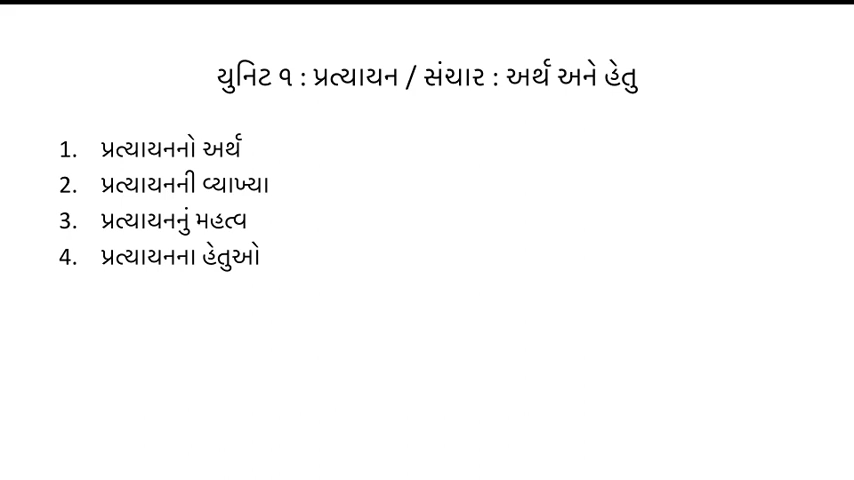 યુનિટ ૧ : પ્રત્યાયન / સંચાર : અર્થ અને હેતુ
1. પ્રત્યાયનનો અર્થ
2. પ્રત્યાયનની વ્યાખ્યા
3. પ્રત્યાયનનું મહત્વ
4. પ્રત્યાયનના હેતુઓ